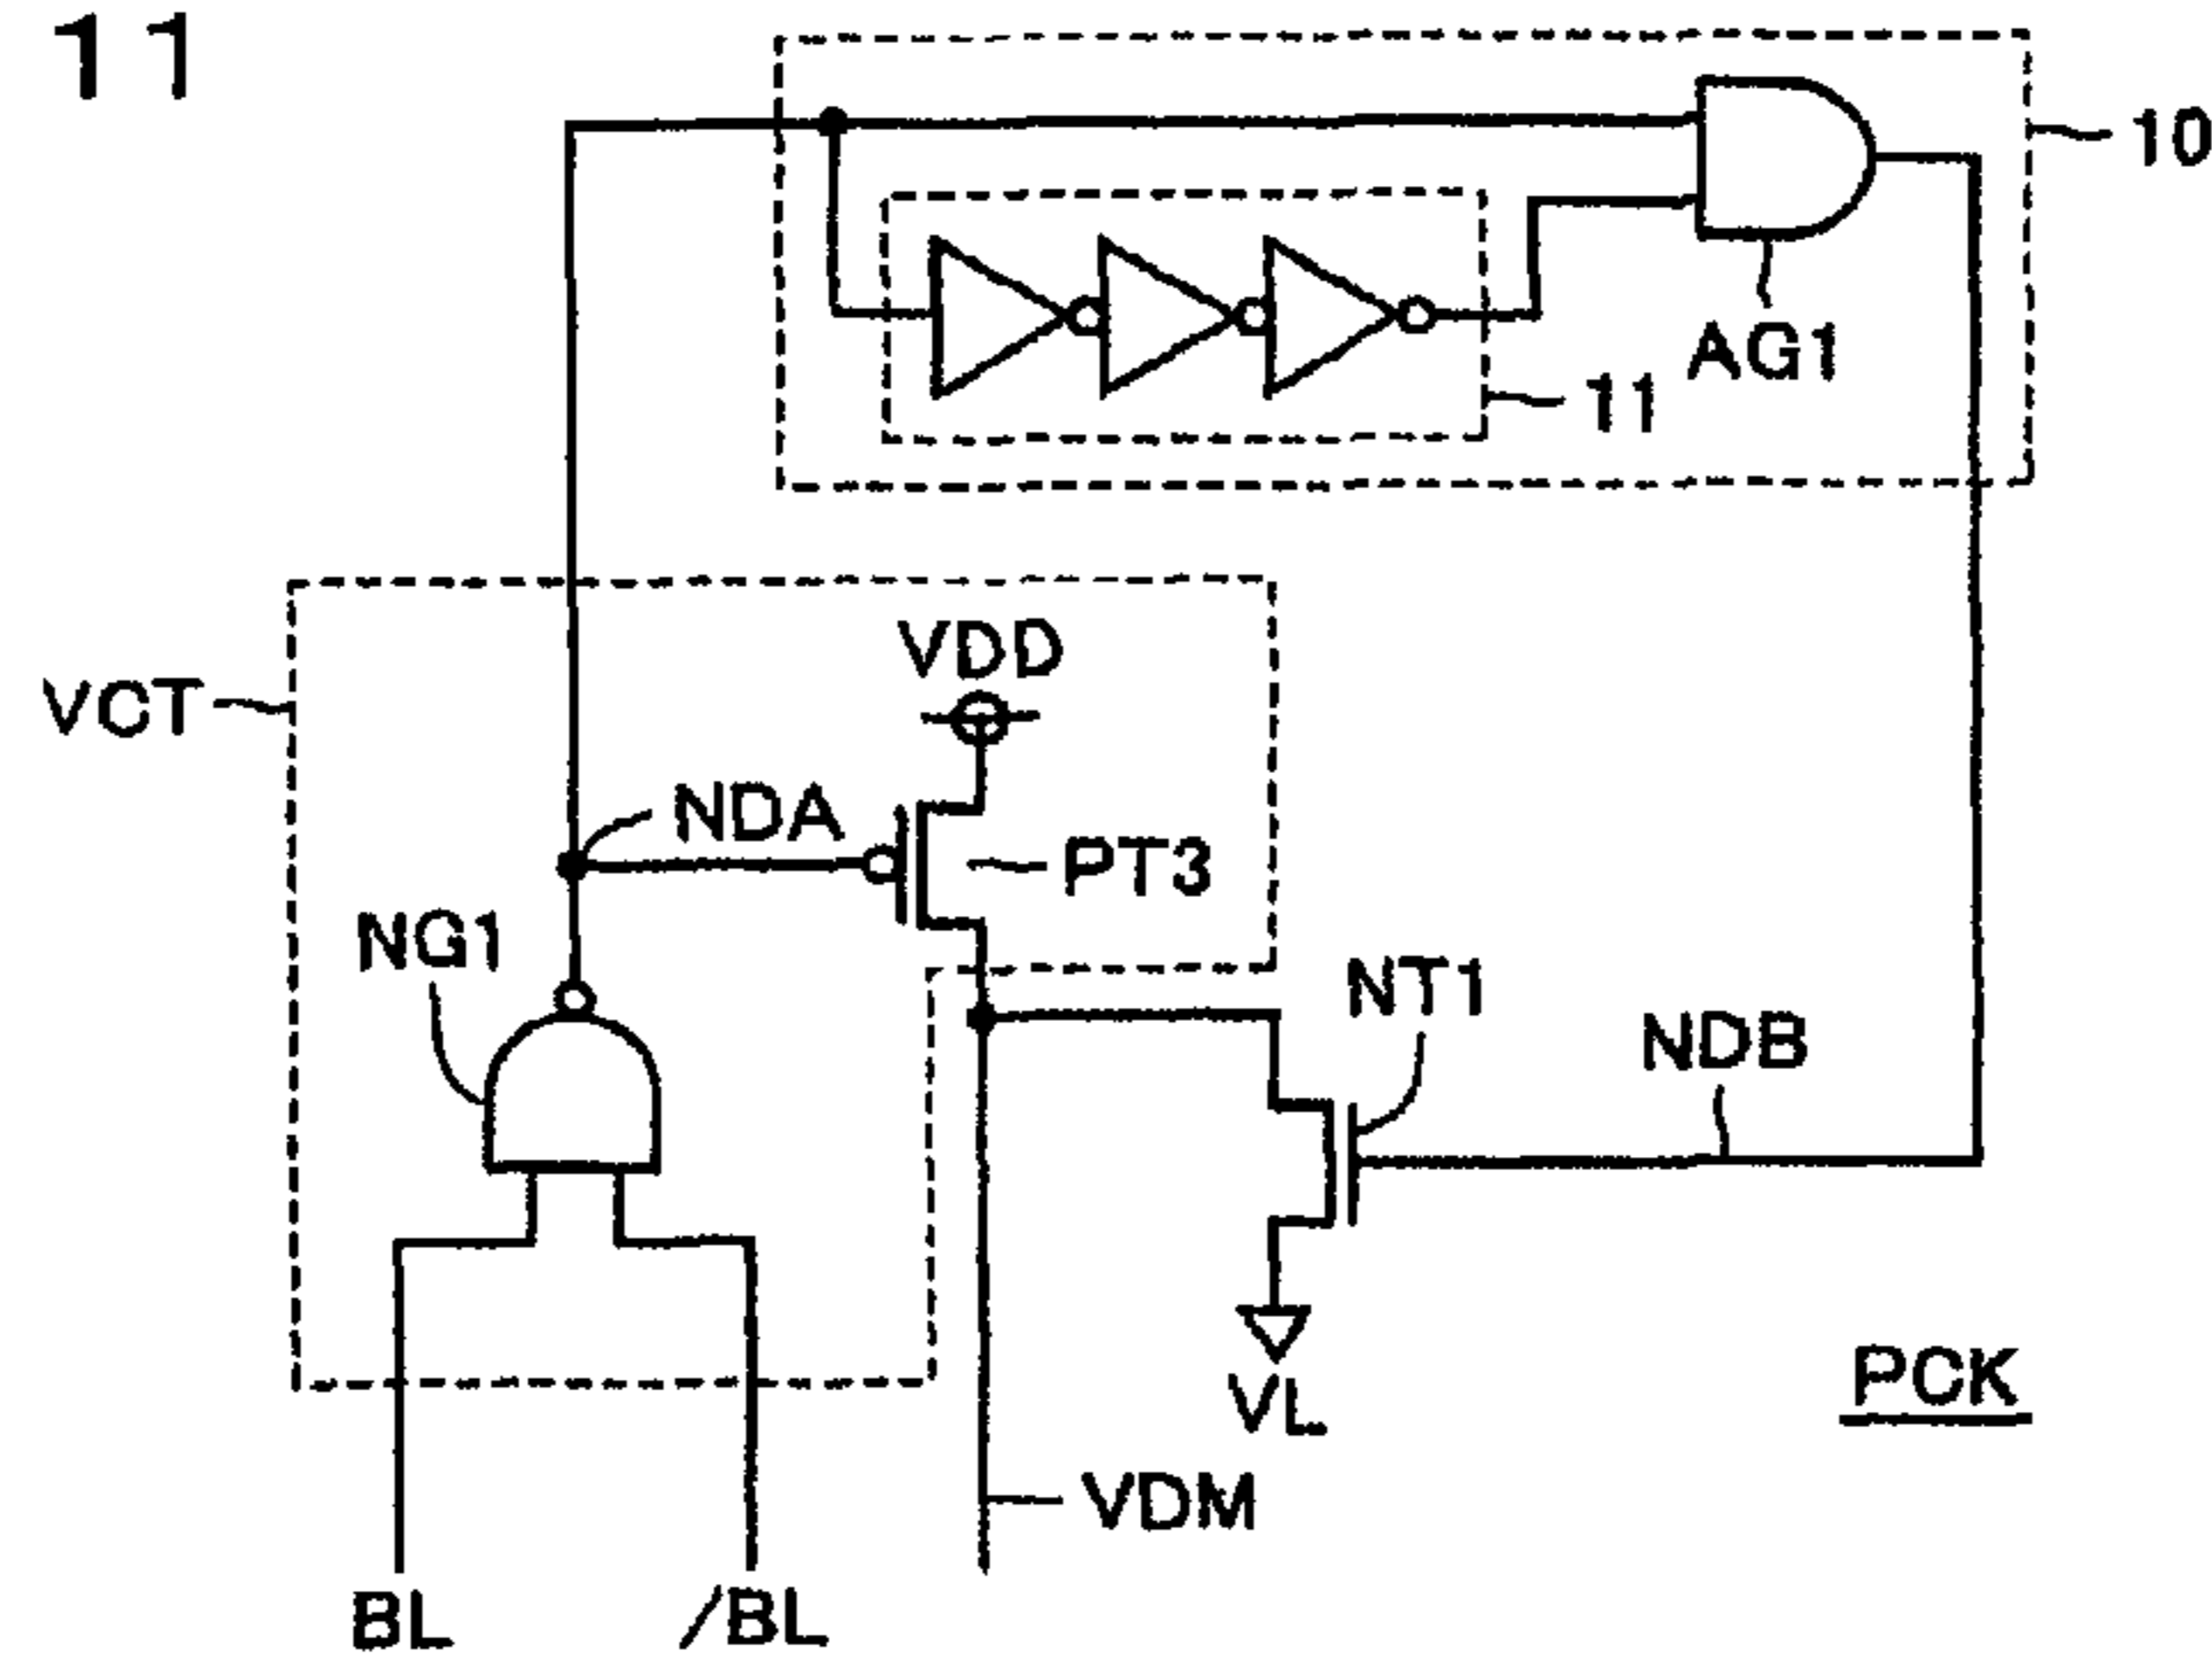 11
10
AG1
11
VDD
VCT
NDA
PT3
NG1
NT1
NDB
VL
PCK
VDM
BL
/BL